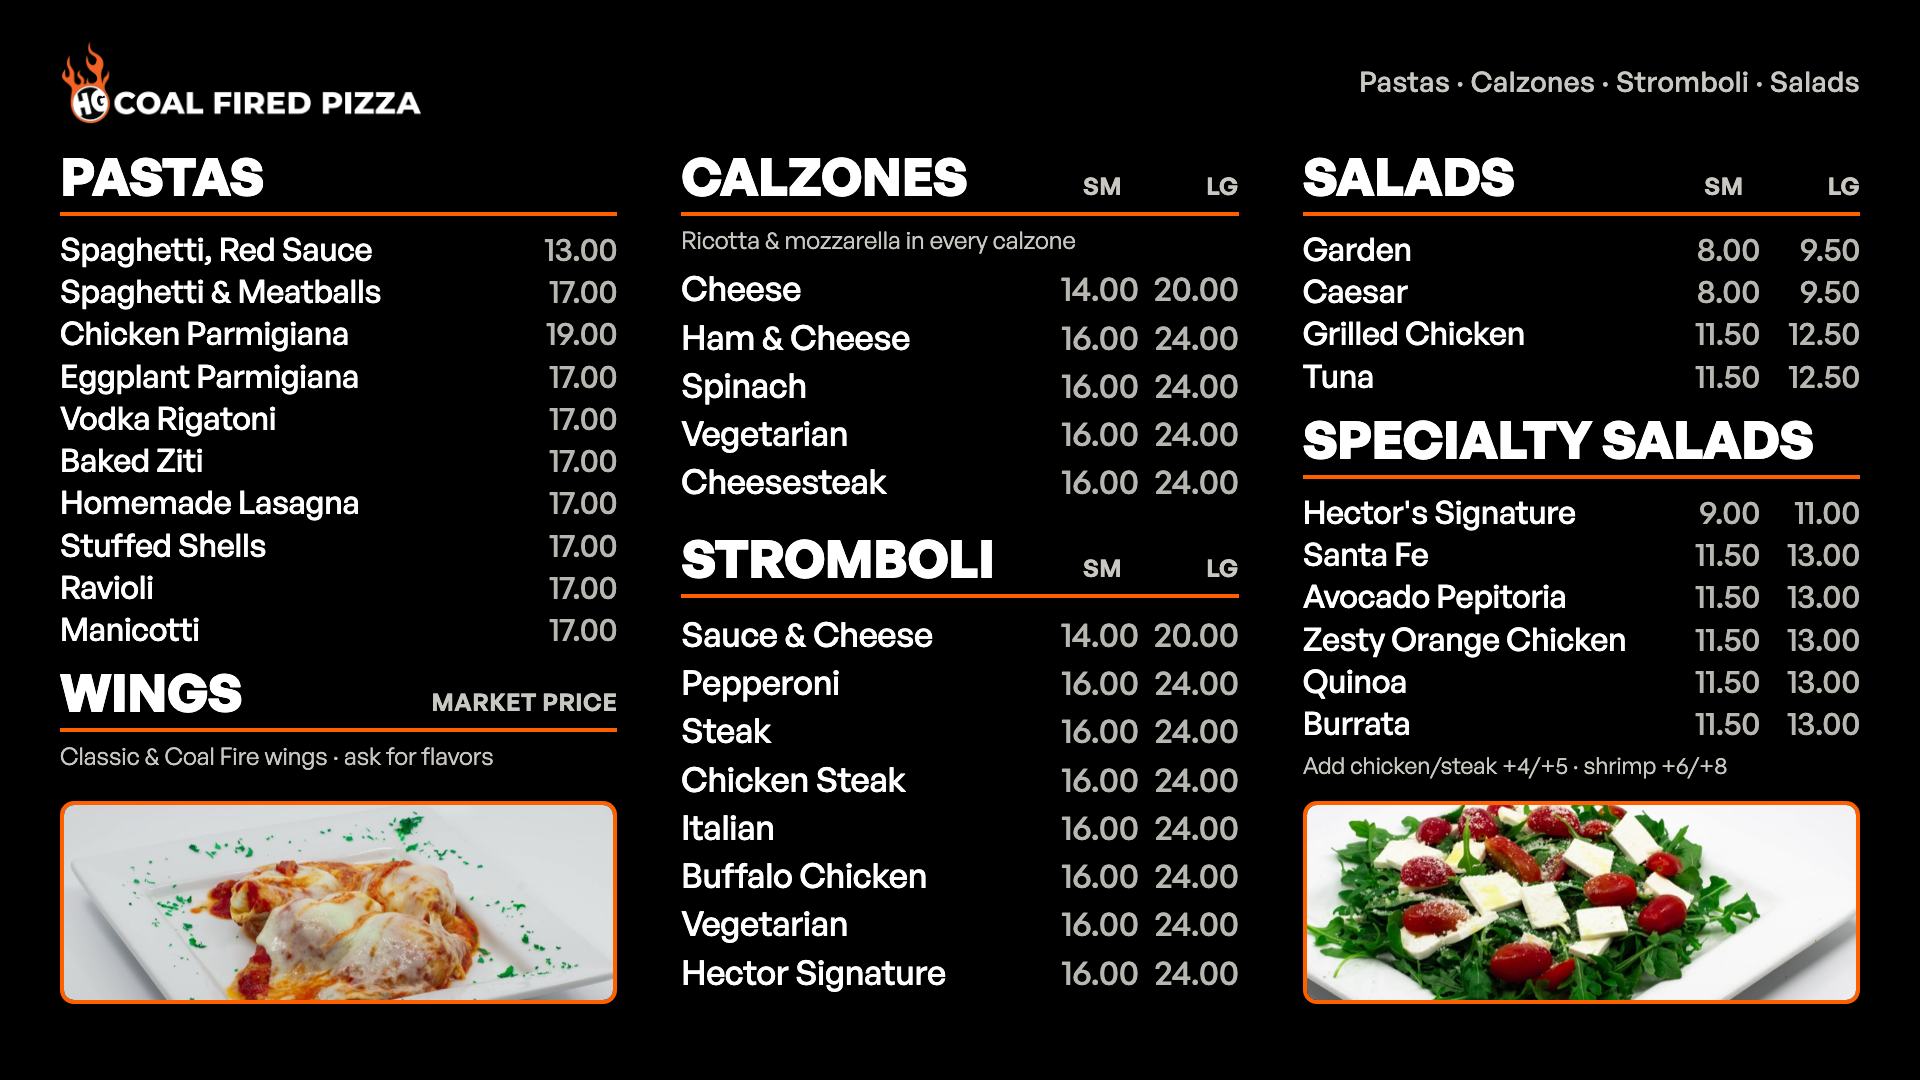 HG COAL FIRED PIZZA
Pastas · Calzones · Stromboli · Salads
PASTAS
Spaghetti, Red Sauce 13.00
Spaghetti & Meatballs 17.00
Chicken Parmigiana 19.00
Eggplant Parmigiana 17.00
Vodka Rigatoni 17.00
Baked Ziti 17.00
Homemade Lasagna 17.00
Stuffed Shells 17.00
Ravioli 17.00
Manicotti 17.00
WINGS MARKET PRICE
Classic & Coal Fire wings · ask for flavors
CALZONES SM LG
Ricotta & mozzarella in every calzone
Cheese 14.00 20.00
Ham & Cheese 16.00 24.00
Spinach 16.00 24.00
Vegetarian 16.00 24.00
Cheesesteak 16.00 24.00
STROMBOLI SM LG
Sauce & Cheese 14.00 20.00
Pepperoni 16.00 24.00
Steak 16.00 24.00
Chicken Steak 16.00 24.00
Italian 16.00 24.00
Buffalo Chicken 16.00 24.00
Vegetarian 16.00 24.00
Hector Signature 16.00 24.00
SALADS SM LG
Garden 8.00 9.50
Caesar 8.00 9.50
Grilled Chicken 11.50 12.50
Tuna 11.50 12.50
SPECIALTY SALADS
Hector's Signature 9.00 11.00
Santa Fe 11.50 13.00
Avocado Pepitoria 11.50 13.00
Zesty Orange Chicken 11.50 13.00
Quinoa 11.50 13.00
Burrata 11.50 13.00
Add chicken/steak +4/+5 · shrimp +6/+8